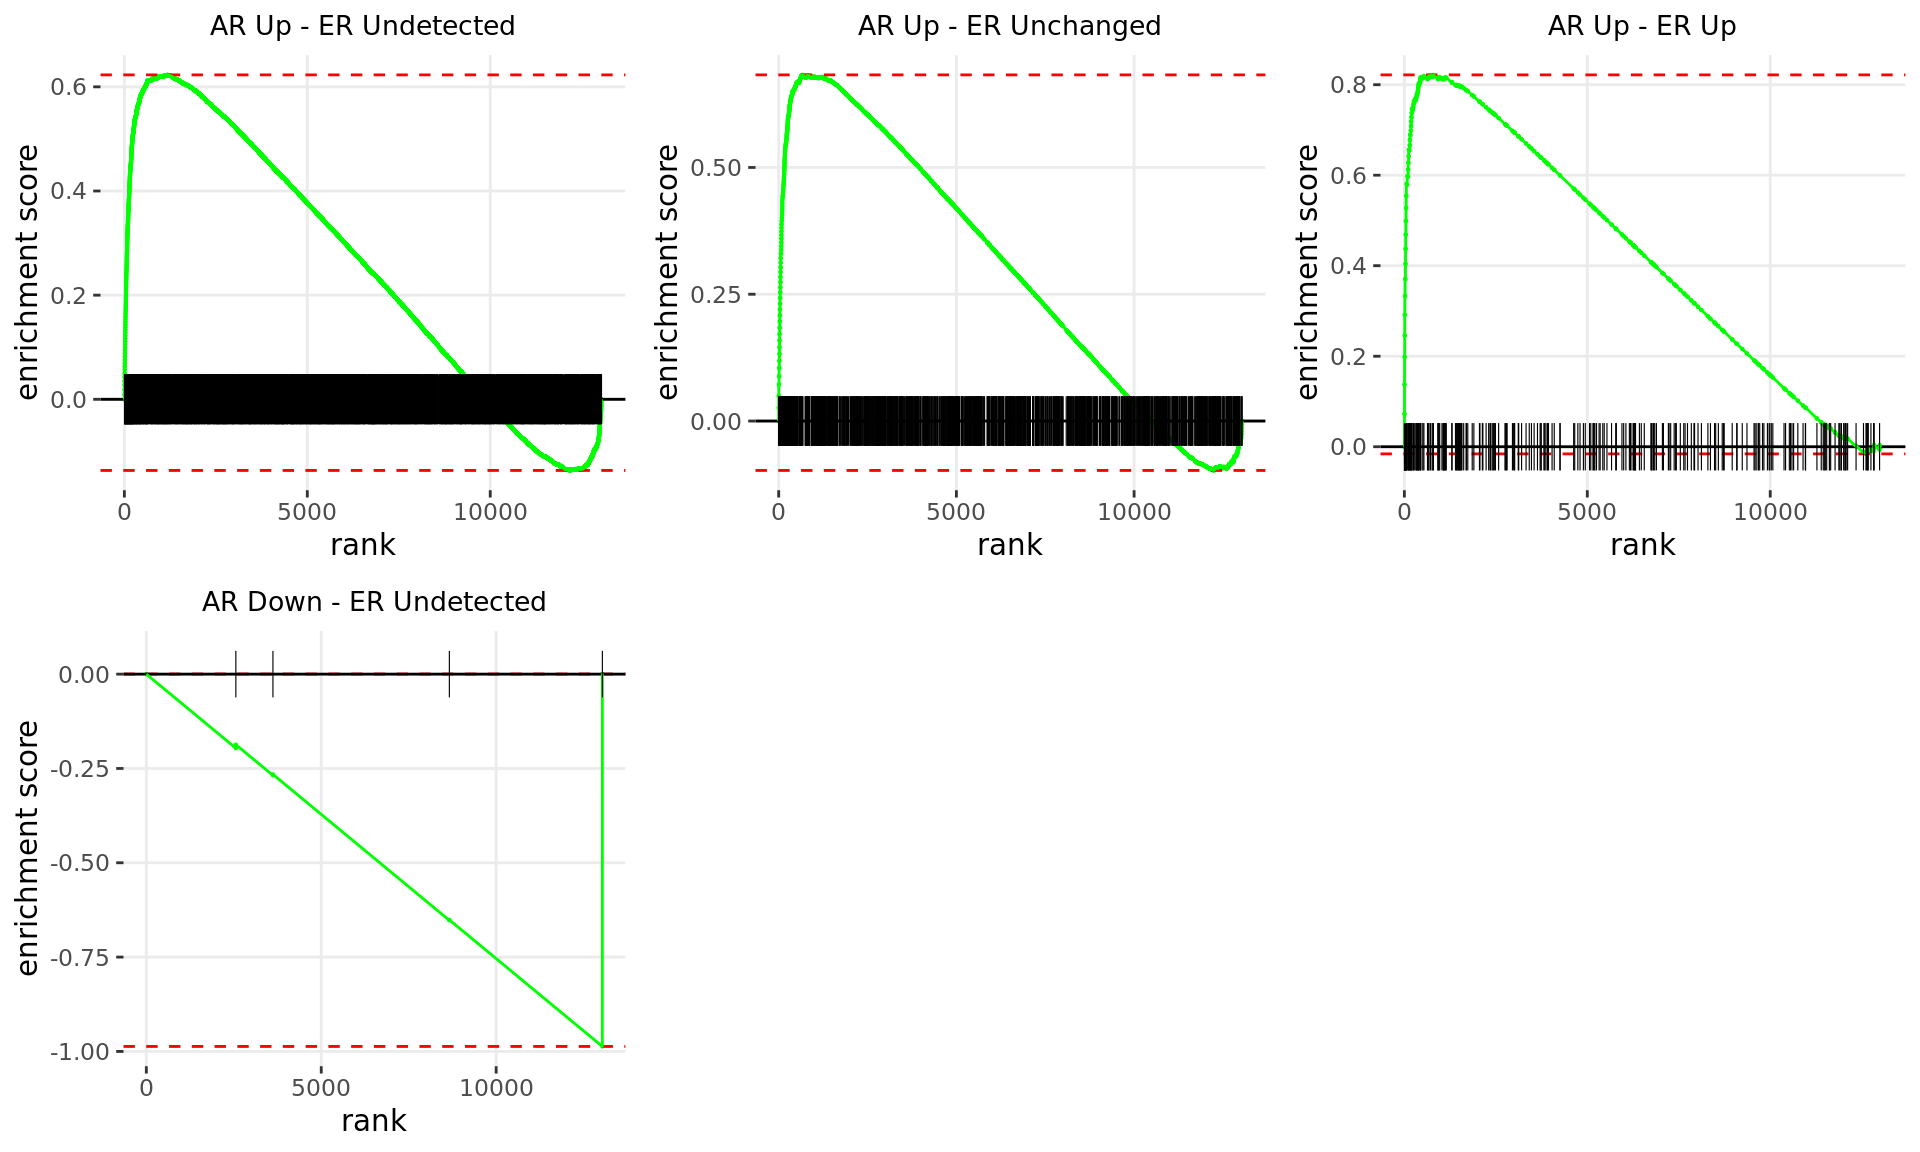 AR Up - ER Undetected
enrichment score
0.6
0.4
0.2
0.0
0 5000 10000
rank
AR Up - ER Unchanged
enrichment score
0.50
0.25
0.00
0 5000 10000
rank
AR Up - ER Up
enrichment score
0.8
0.6
0.4
0.2
0.0
0 5000 10000
rank
AR Down - ER Undetected
enrichment score
0.00
-0.25
-0.50
-0.75
-1.00
0 5000 10000
rank